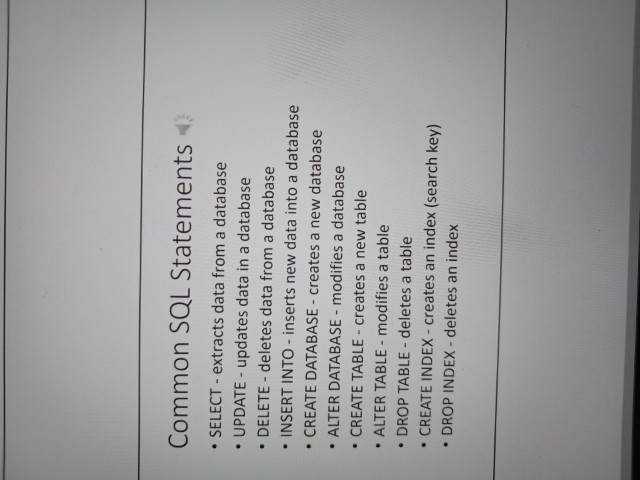 Common SQL Statements
• SELECT - extracts data from a database
• UPDATE - updates data in a database
• DELETE - deletes data from a database
• INSERT INTO - inserts new data into a database
• CREATE DATABASE - creates a new database
• ALTER DATABASE - modifies a database
• CREATE TABLE - creates a new table
• ALTER TABLE - modifies a table
• DROP TABLE - deletes a table
• CREATE INDEX - creates an index (search key)
• DROP INDEX - deletes an index